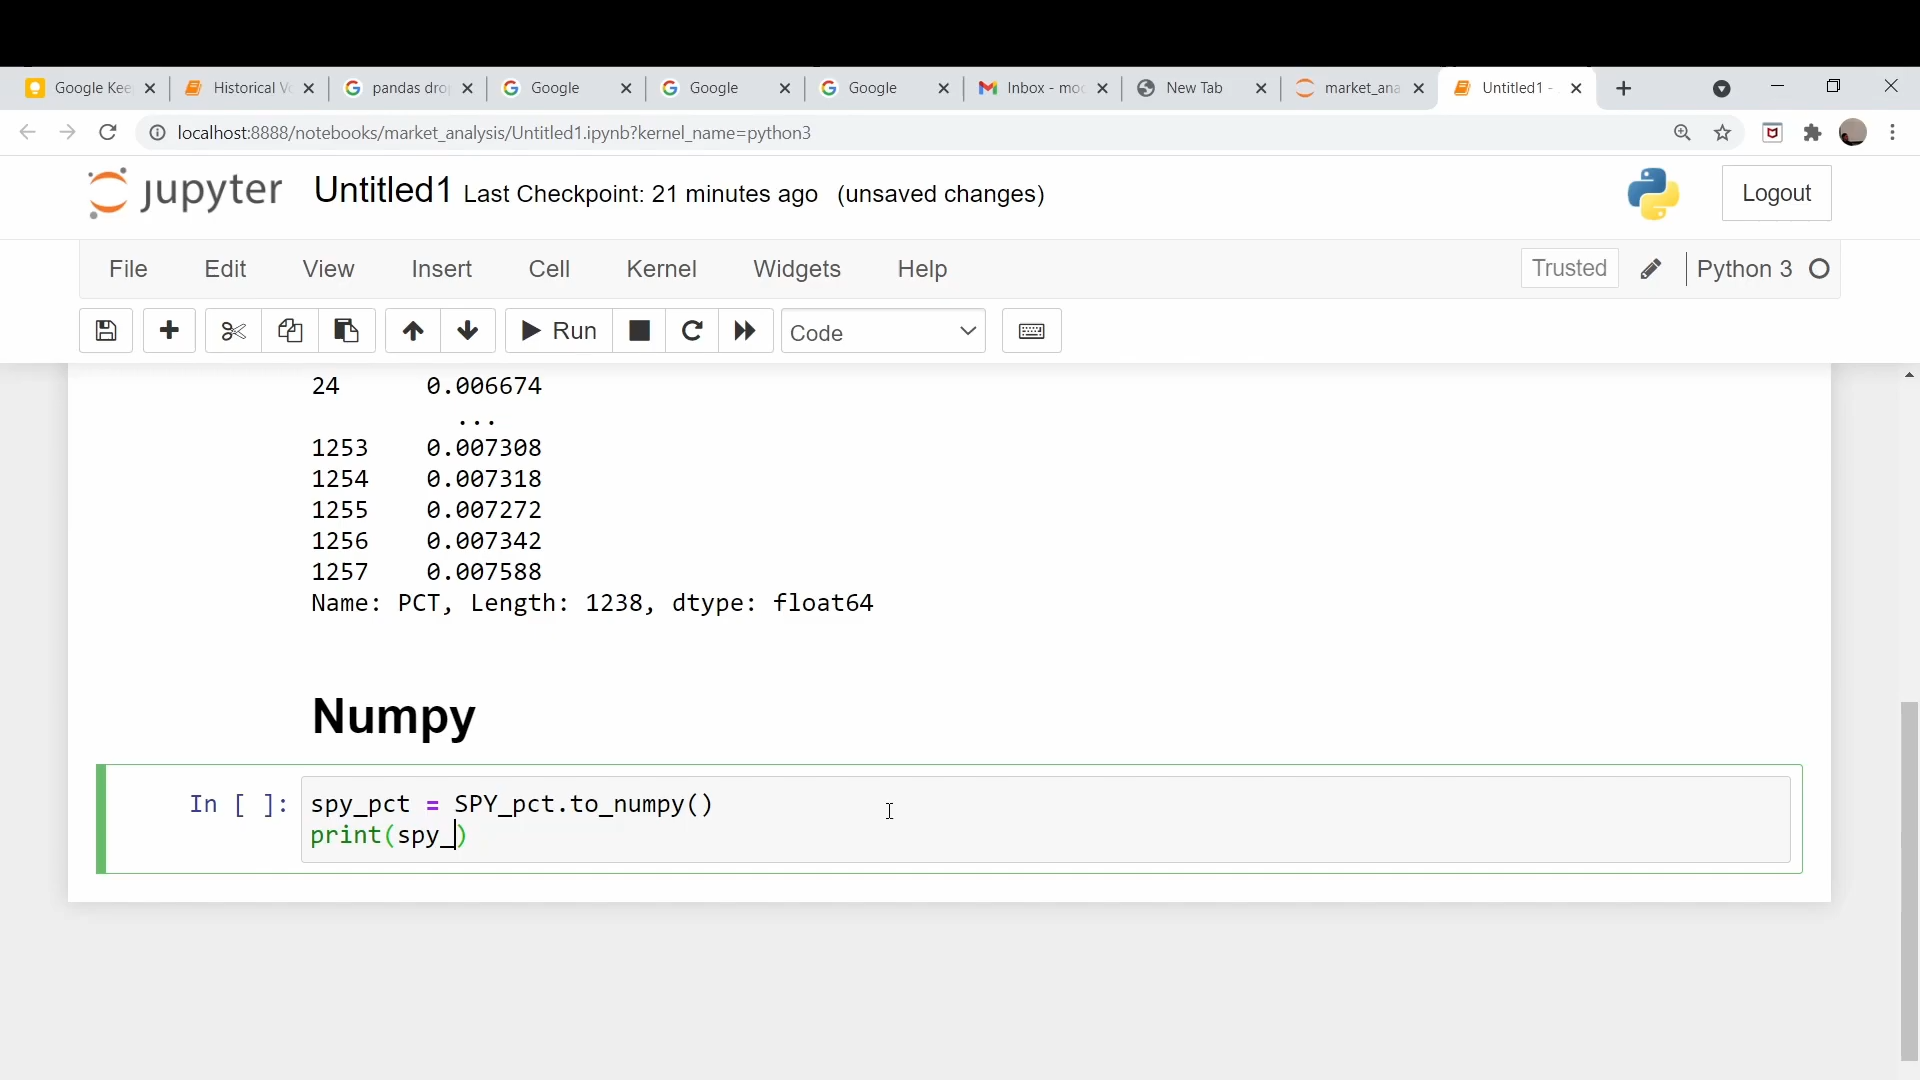 Google Kee
Historical V
pandas dro
Google
Google
Google
Inbox - mo
New Tab
market_ana
Untitled1 -
localhost:8888/notebooks/market_analysis/Untitled1.ipynb?kernel_name=python3
jupyter Untitled1 Last Checkpoint: 21 minutes ago (unsaved changes)
Logout
File Edit View Insert Cell Kernel Widgets Help
Trusted Python 3
Run Code
24 0.006674
...
1253 0.007308
1254 0.007318
1255 0.007272
1256 0.007342
1257 0.007588
Name: PCT, Length: 1238, dtype: float64
Numpy
In [ ]: spy_pct = SPY_pct.to_numpy()
print(spy_)